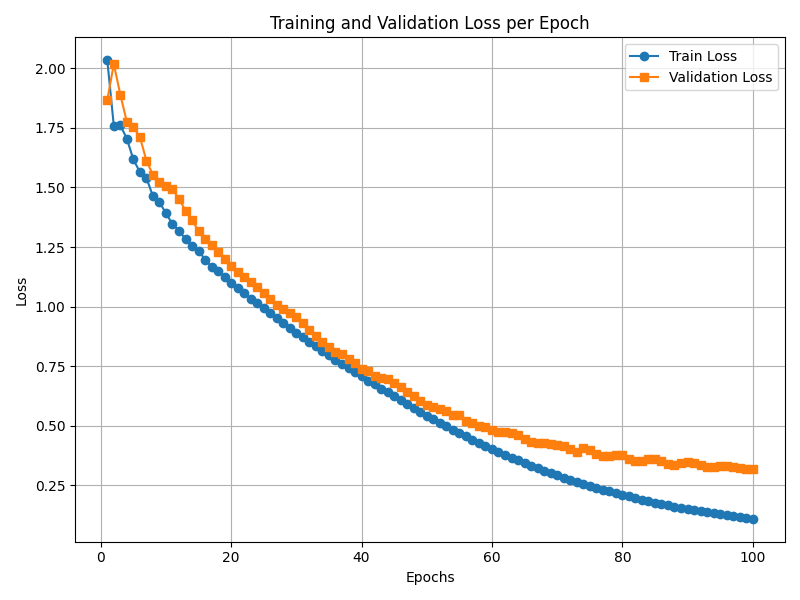 Training and Validation Loss per Epoch
Train Loss
Validation Loss
2.00
1.75
1.50
1.25
1.00
0.75
0.50
0.25
Loss
0 20 40 60 80 100
Epochs